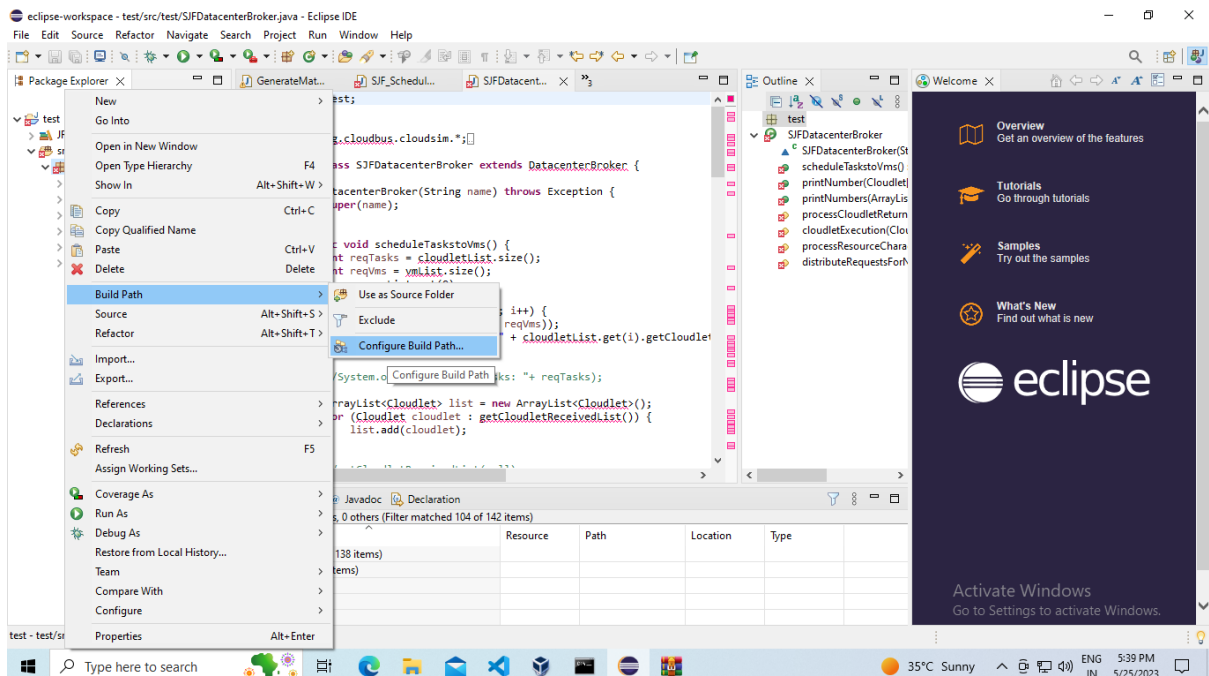 eclipse-workspace - test/src/test/SJFDatacenterBroker.java - Eclipse IDE
File Edit Source Refactor Navigate Search Project Run Window Help
Package Explorer
GenerateMat...
SJF_Schedul...
SJFDatacent...
3
Outline
Welcome
test
New
Go Into
Open in New Window
Open Type Hierarchy F4
Show In Alt+Shift+W
Copy Ctrl+C
Copy Qualified Name
Paste Ctrl+V
Delete Delete
Build Path
Source Alt+Shift+S
Refactor Alt+Shift+T
Import...
Export...
References
Declarations
Refresh F5
Assign Working Sets...
Coverage As
Run As
Debug As
Restore from Local History...
Team
Compare With
Configure
Properties Alt+Enter
Use as Source Folder
Exclude
Configure Build Path...
Configure Build Path
est;
g.cloudbus.cloudsim.*;
ass SJFDatacenterBroker extends DatacenterBroker {
tacenterBroker(String name) throws Exception {
uper(name);
c void scheduleTaskstoVms() {
nt reqTasks = cloudletList.size();
nt reqVms = vmList.size();
; i++) {
reqVms));
" + cloudletList.get(i).getCloudlet
/System.o
ks: "+ reqTasks);
rrayList<Cloudlet> list = new ArrayList<Cloudlet>();
or (Cloudlet cloudlet : getCloudletReceivedList()) {
list.add(cloudlet);
test
SJFDatacenterBroker
SJFDatacenterBroker(St
scheduleTaskstoVms()
printNumber(Cloudlet
printNumbers(ArrayLis
processCloudletReturn
cloudletExecution(Clou
processResourceChara
distributeRequestsForN
Overview
Get an overview of the features
Tutorials
Go through tutorials
Samples
Try out the samples
What's New
Find out what is new
eclipse
Javadoc Declaration
s, 0 others (Filter matched 104 of 142 items)
Resource Path Location Type
138 items)
tems)
Activate Windows
Go to Settings to activate Windows.
test - test/sr
Type here to search
35°C Sunny
ENG
IN
5:39 PM
5/25/2023